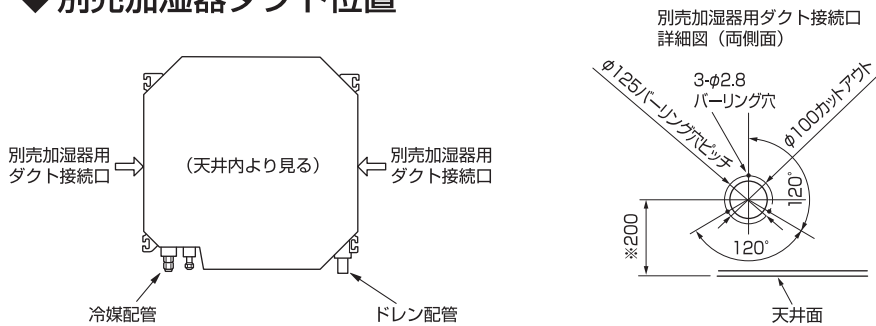 ◆別売加湿器ダクト位置
別売加湿器用
ダクト接続口
(天井内より見る)
別売加湿器用
ダクト接続口
冷媒配管
ドレン配管
別売加湿器用ダクト接続口
詳細図(両側面)
3-φ2.8
バーリング穴
φ125バーリング穴ピッチ
φ100カットアウト
120°
120°
※200
天井面